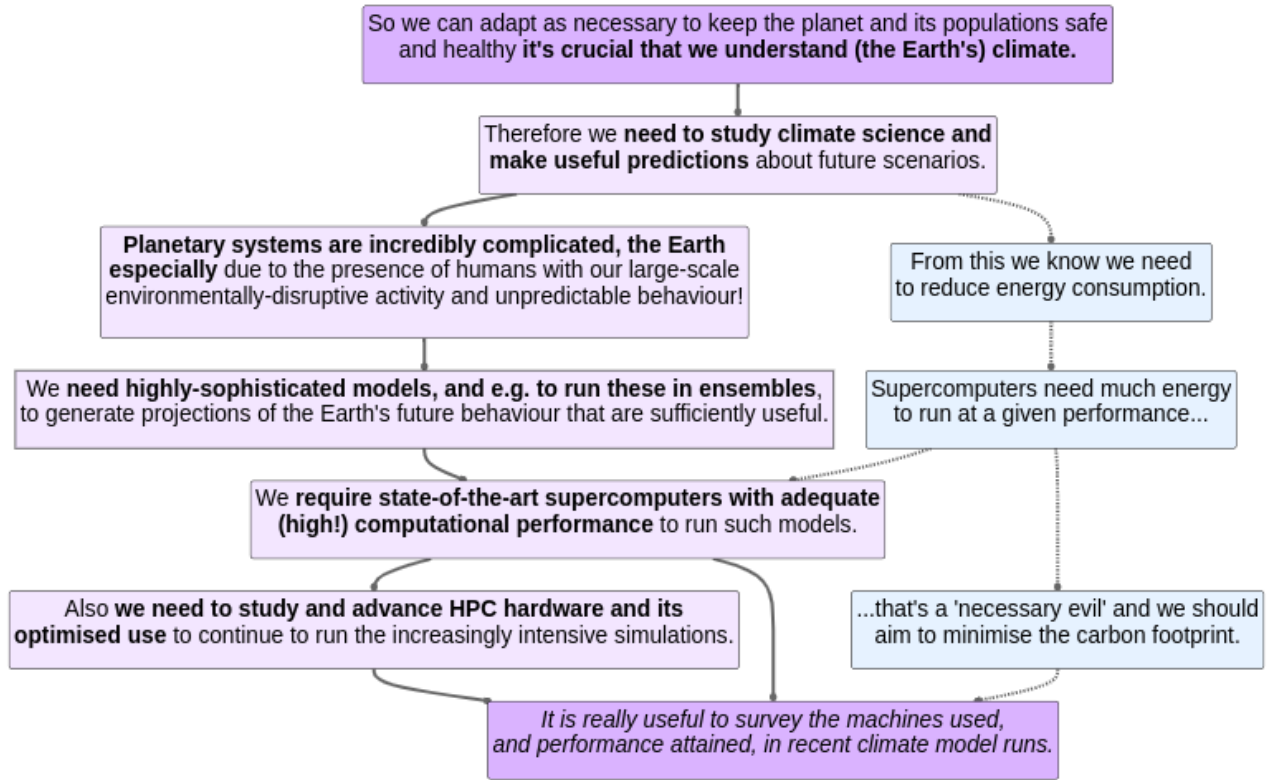 So we can adapt as necessary to keep the planet and its populations safe
and healthy it's crucial that we understand (the Earth's) climate.
Therefore we need to study climate science and
make useful predictions about future scenarios.
Planetary systems are incredibly complicated, the Earth
especially due to the presence of humans with our large-scale
environmentally-disruptive activity and unpredictable behaviour!
From this we know we need
to reduce energy consumption.
We need highly-sophisticated models, and e.g. to run these in ensembles,
to generate projections of the Earth's future behaviour that are sufficiently useful.
Supercomputers need much energy
to run at a given performance...
We require state-of-the-art supercomputers with adequate
(high!) computational performance to run such models.
Also we need to study and advance HPC hardware and its
optimised use to continue to run the increasingly intensive simulations.
...that's a 'necessary evil' and we should
aim to minimise the carbon footprint.
It is really useful to survey the machines used,
and performance attained, in recent climate model runs.